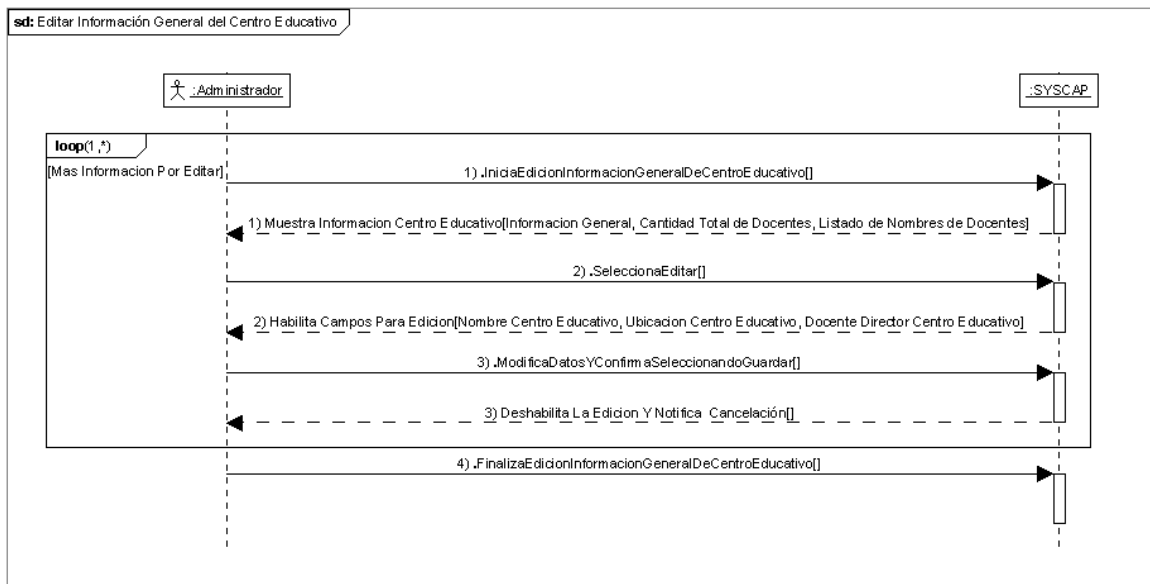 sd: Editar Información General del Centro Educativo
:Administrador
:SYSCAP
loop(1,*)
[Mas Informacion Por Editar]
1) .IniciaEdicionInformacionGeneralDeCentroEducativo[]
1) Muestra Informacion Centro Educativo[Informacion General, Cantidad Total de Docentes, Listado de Nombres de Docentes]
2) .SeleccionaEditar[]
2) Habilita Campos Para Edicion[Nombre Centro Educativo, Ubicacion Centro Educativo, Docente Director Centro Educativo]
3) .ModificaDatosYConfirmaSeleccionandoGuardar[]
3) Deshabilita La Edicion Y Notifica Cancelación[]
4) .FinalizaEdicionInformacionGeneralDeCentroEducativo[]